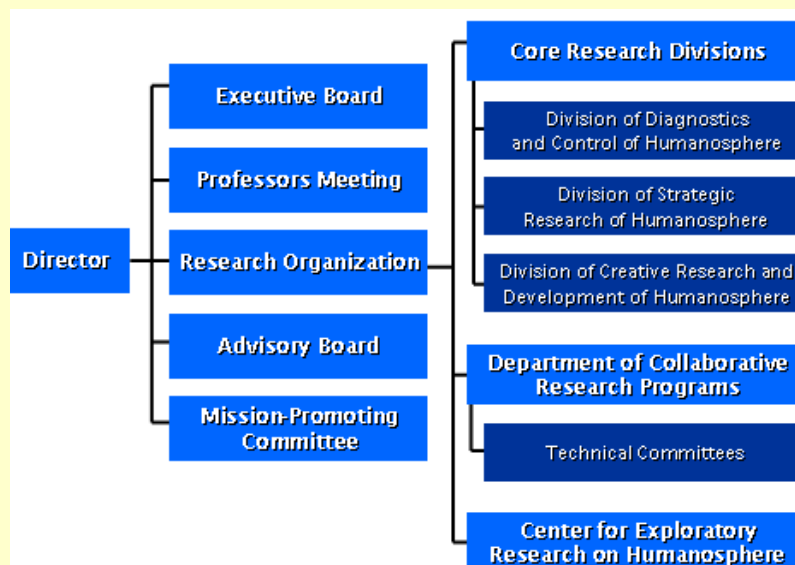 Director
Executive Board
Professors Meeting
Research Organization
Advisory Board
Mission-Promoting
Committee
Core Research Divisions
Division of Diagnostics
and Control of Humanosphere
Division of Strategic
Research of Humanosphere
Division of Creative Research and
Development of Humanosphere
Department of Collaborative
Research Programs
Technical Committees
Center for Exploratory
Research on Humanosphere